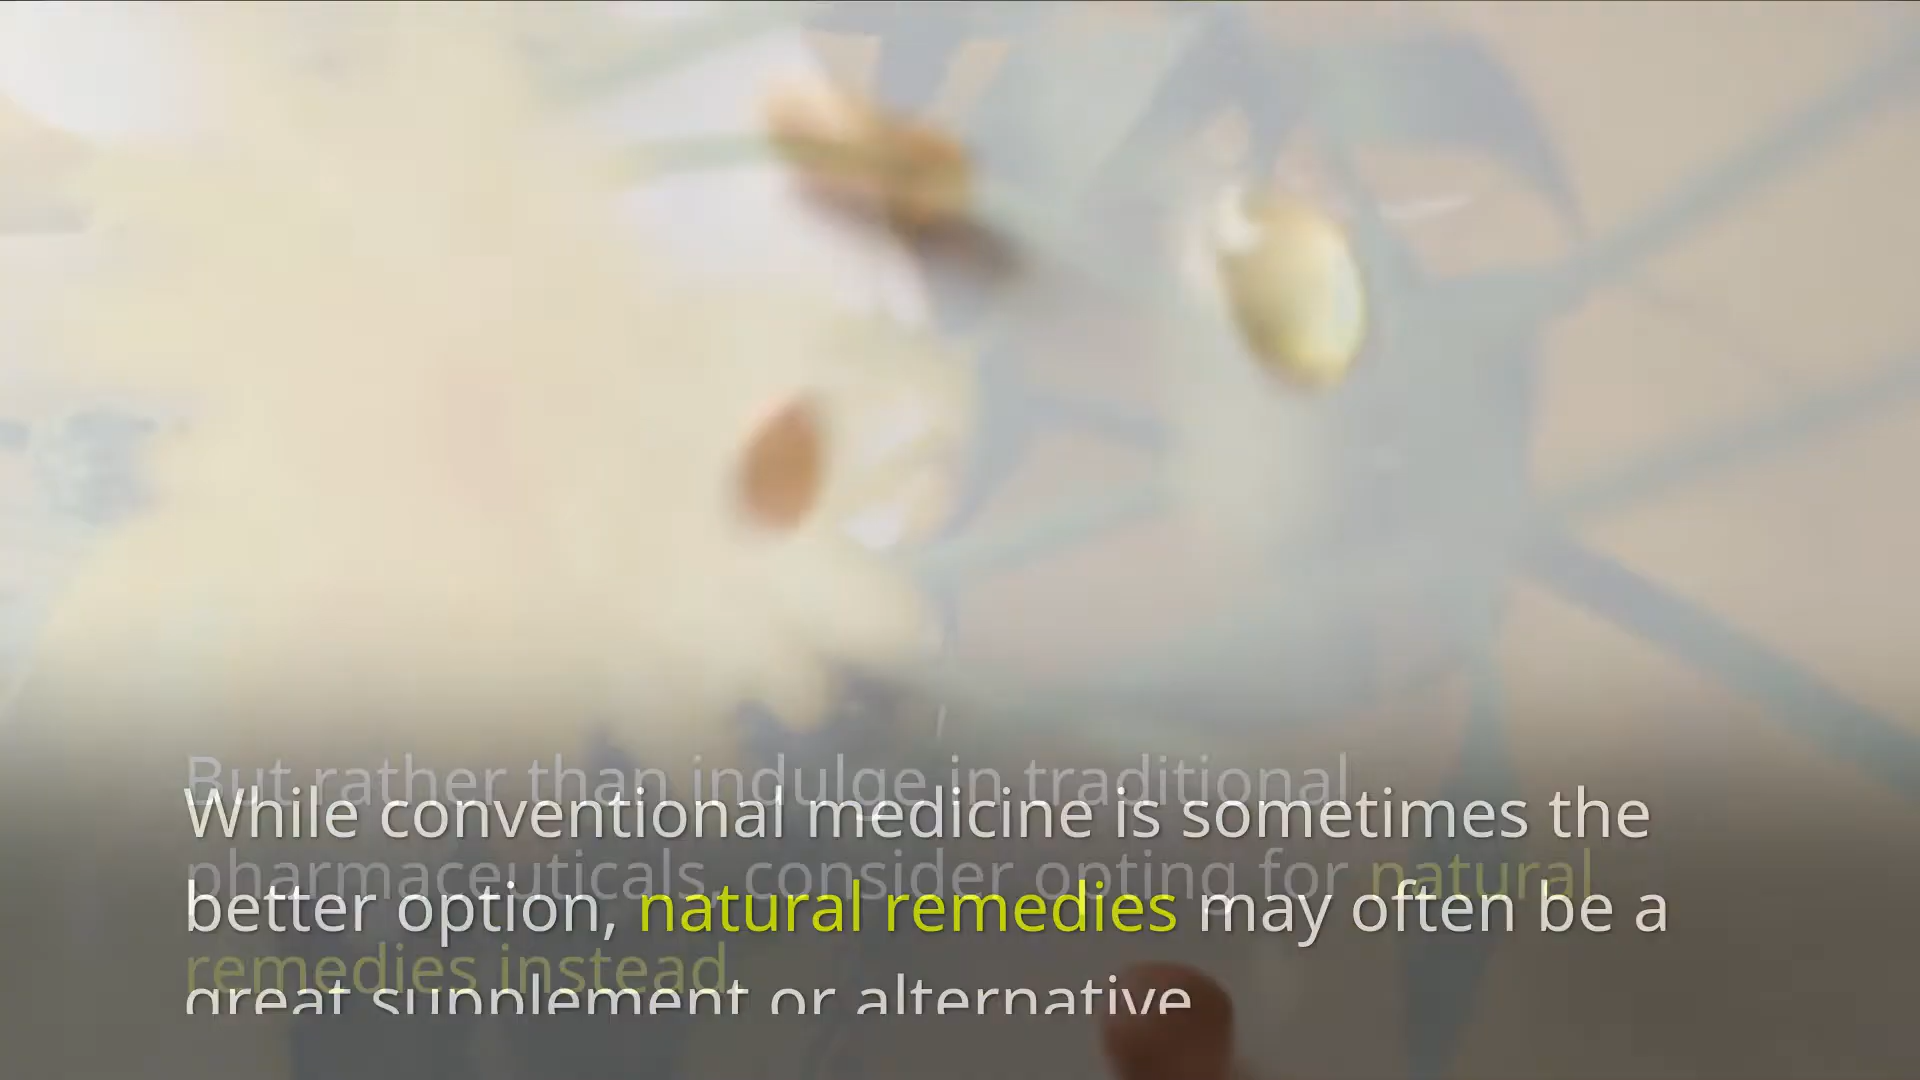 But rather than indulge in traditional
While conventional medicine is sometimes the
pharmaceuticals, consider opting for natural
better option, natural remedies may often be a
remedies instead
great supplement or alternative